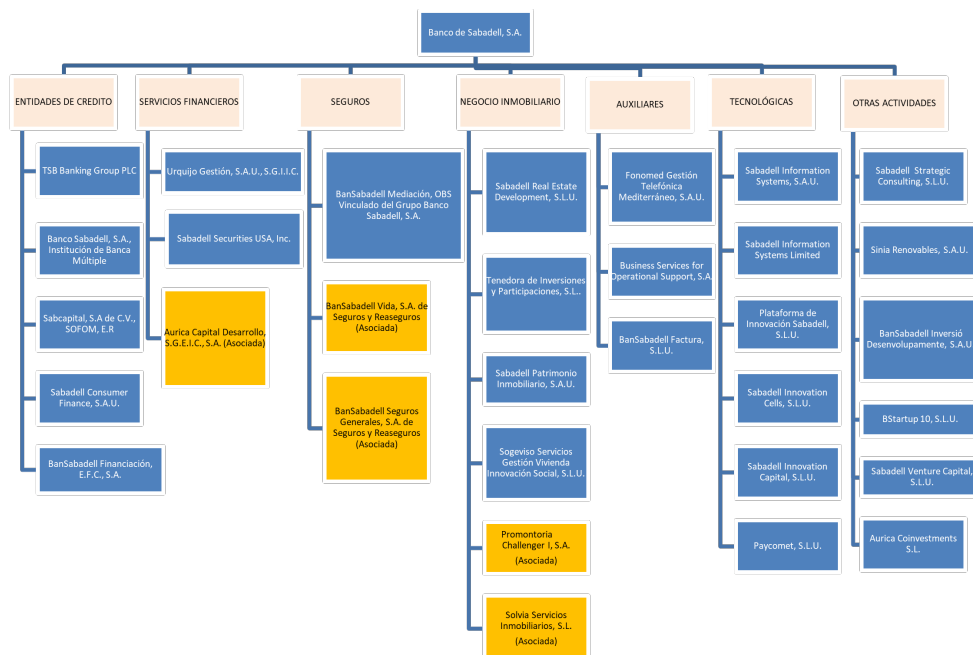 Banco de Sabadell, S.A.
ENTIDADES DE CREDITO
TSB Banking Group PLC
Banco Sabadell, S.A.,
Institución de Banca
Múltiple
Sabcapital, S.A de C.V.,
SOFOM, E.R
Sabadell Consumer
Finance, S.A.U.
BanSabadell Financiación,
E.F.C., S.A.
SERVICIOS FINANCIEROS
Urquijo Gestión, S.A.U., S.G.I.I.C.
Sabadell Securities USA, Inc.
Aurica Capital Desarrollo,
S.G.E.I.C., S.A. (Asociada)
SEGUROS
BanSabadell Mediación, OBS
Vinculado del Grupo Banco
Sabadell, S.A.
BanSabadell Vida, S.A. de
Seguros y Reaseguros
(Asociada)
BanSabadell Seguros
Generales, S.A. de
Seguros y Reaseguros
(Asociada)
NEGOCIO INMOBILIARIO
Sabadell Real Estate
Development, S.L.U.
Tenedora de Inversiones
y Participaciones, S.L..
Sabadell Patrimonio
Inmobiliario, S.A.U.
Sogeviso Servicios
Gestión Vivienda
Innovación Social, S.L.U.
Promontoria
Challenger I, S.A.
(Asociada)
Solvia Servicios
Inmobiliarios, S.L.
(Asociada)
AUXILIARES
Fonomed Gestión
Telefónica
Mediterráneo, S.A.U.
Business Services for
Operational Support, S.A.
BanSabadell Factura,
S.L.U.
TECNOLÓGICAS
Sabadell Information
Systems, S.A.U.
Sabadell Information
Systems Limited
Plataforma de
Innovación Sabadell,
S.L.U.
Sabadell Innovation
Cells, S.L.U.
Sabadell Innovation
Capital, S.L.U.
Paycomet, S.L.U.
OTRAS ACTIVIDADES
Sabadell Strategic
Consulting, S.L.U.
Sinia Renovables, S.A.U.
BanSabadell Inversió
Desenvolupamente, S.A.U
BStartup 10, S.L.U.
Sabadell Venture Capital,
S.L.U.
Aurica Coinvestments
S.L.